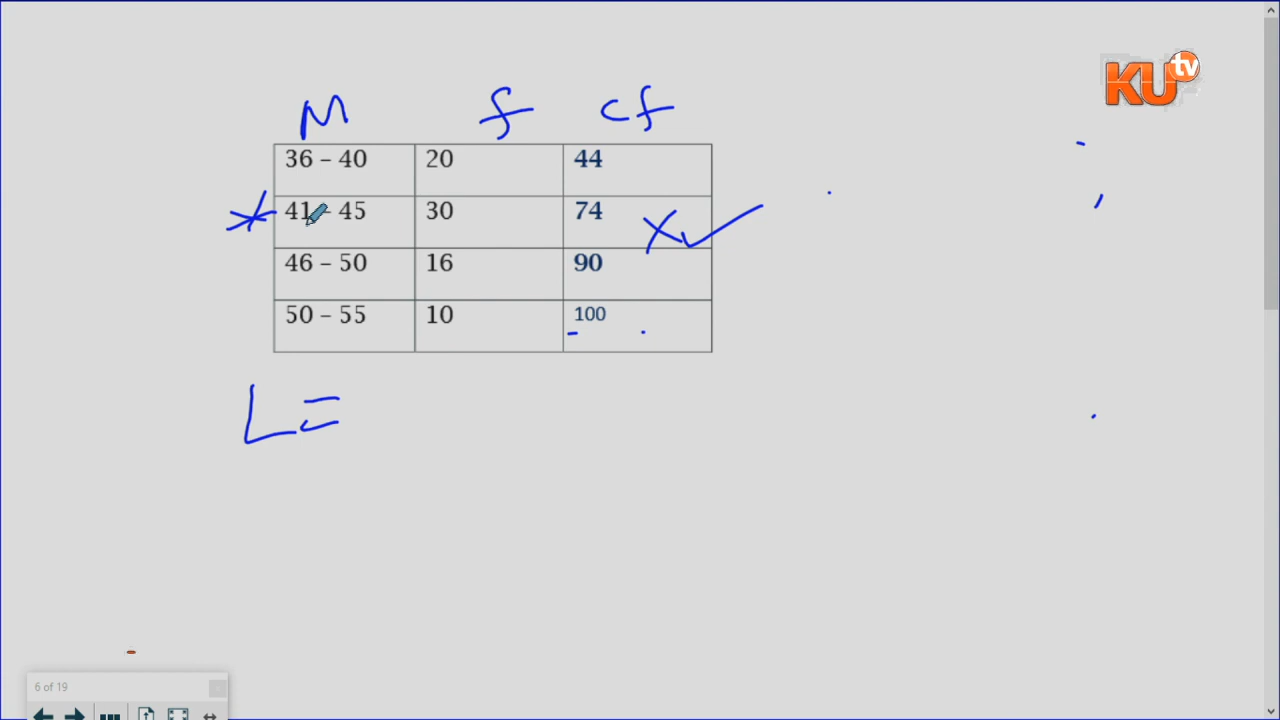 KU tv
M f cf
36 – 40 20 44
41 – 45 30 74
46 – 50 16 90
50 – 55 10 100
L=
6 of 19